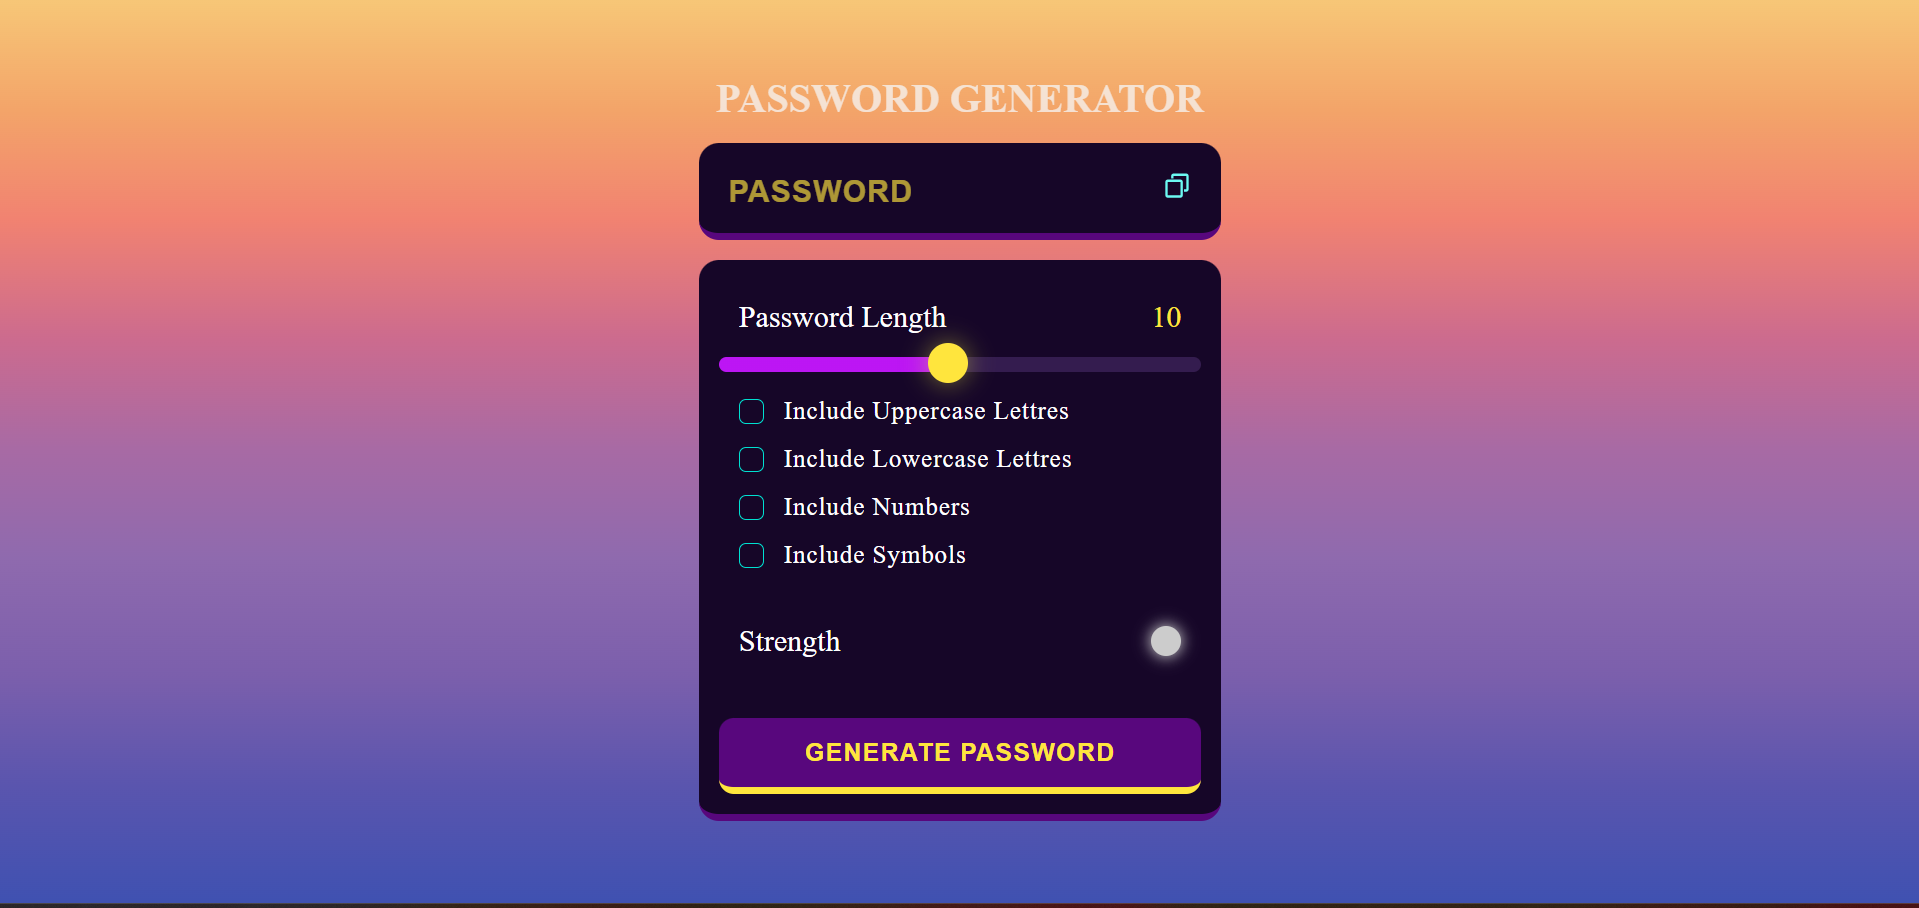 PASSWORD GENERATOR
PASSWORD
Password Length 10
Include Uppercase Lettres
Include Lowercase Lettres
Include Numbers
Include Symbols
Strength
GENERATE PASSWORD